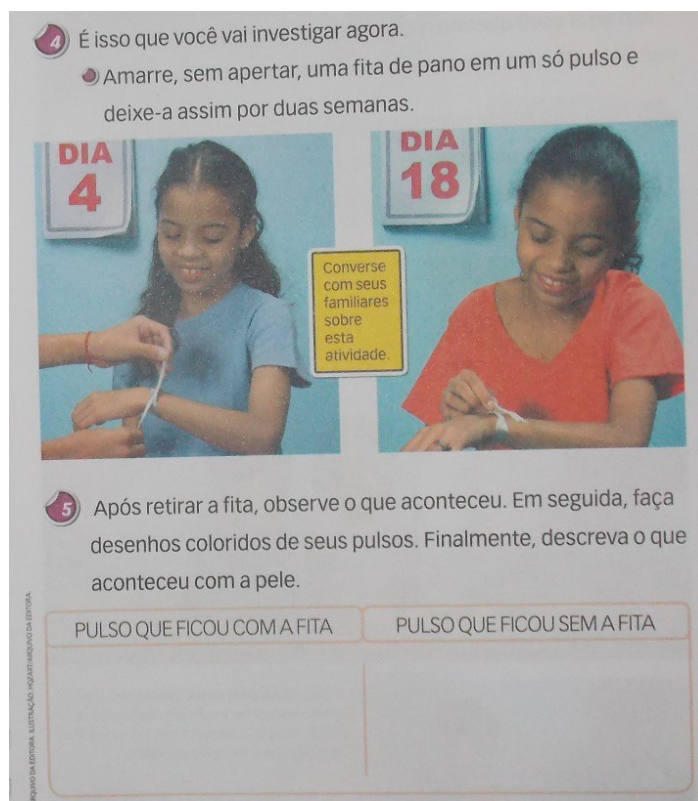 4 É isso que você vai investigar agora.
Amarre, sem apertar, uma fita de pano em um só pulso e
deixe-a assim por duas semanas.
DIA
4
DIA
18
Converse
com seus
familiares
sobre
esta
atividade.
5 Após retirar a fita, observe o que aconteceu. Em seguida, faça
desenhos coloridos de seus pulsos. Finalmente, descreva o que
aconteceu com a pele.
PULSO QUE FICOU COM A FITA
PULSO QUE FICOU SEM A FITA